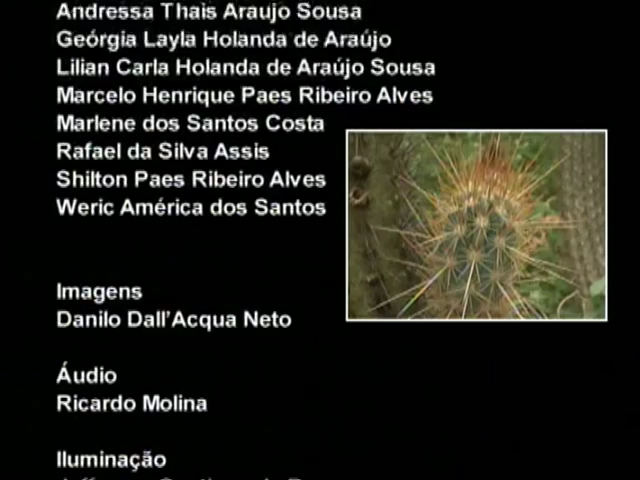 Andressa Thais Araujo Sousa
Geórgia Layla Holanda de Araújo
Lilian Carla Holanda de Araújo Sousa
Marcelo Henrique Paes Ribeiro Alves
Marlene dos Santos Costa
Rafael da Silva Assis
Shilton Paes Ribeiro Alves
Weric América dos Santos
Imagens
Danilo Dall'Acqua Neto
Áudio
Ricardo Molina
Iluminação